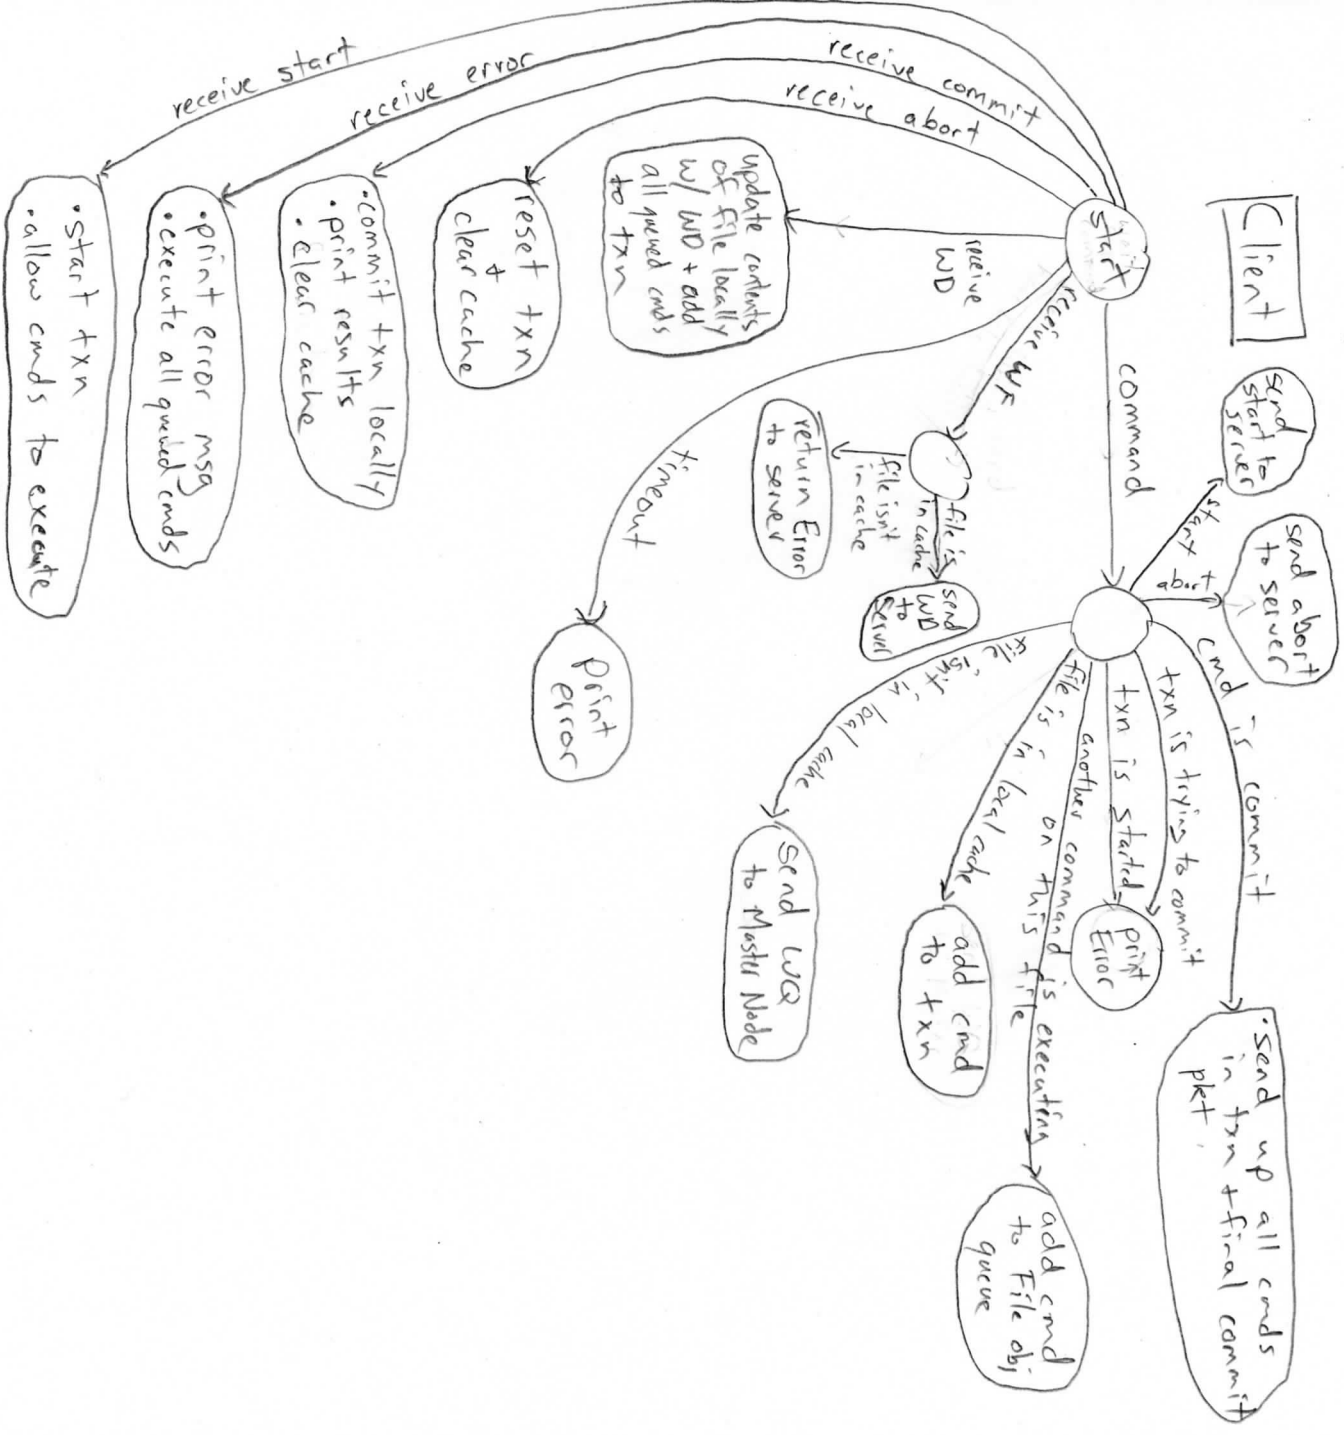 Client
start
command
receive WF
receive
WD
timeout
receive abort
receive commit
receive error
receive start
send
start to
server
st
txn
send abort
to server
abort
cmd is commit
txn is trying to commit
txn is started
another command is executing
on this file
file is in local cache
file isn't in local cache
• send up all cmds
in txn + final commit
pkt.
print
Error
add cmd
to File obj
queue
add cmd
to txn
Send WQ
to Master Node
file is
in cache
file isn't
in cache
send
WD
to
Server
return Error
to server
Print
error
update contents
of file locally
w/ WD + add
all queued cmds
to txn
reset txn
+
clear cache
• commit txn locally
• print results
• clear cache
• print error msg
• execute all queued cmds
• start txn
• allow cmds to execute